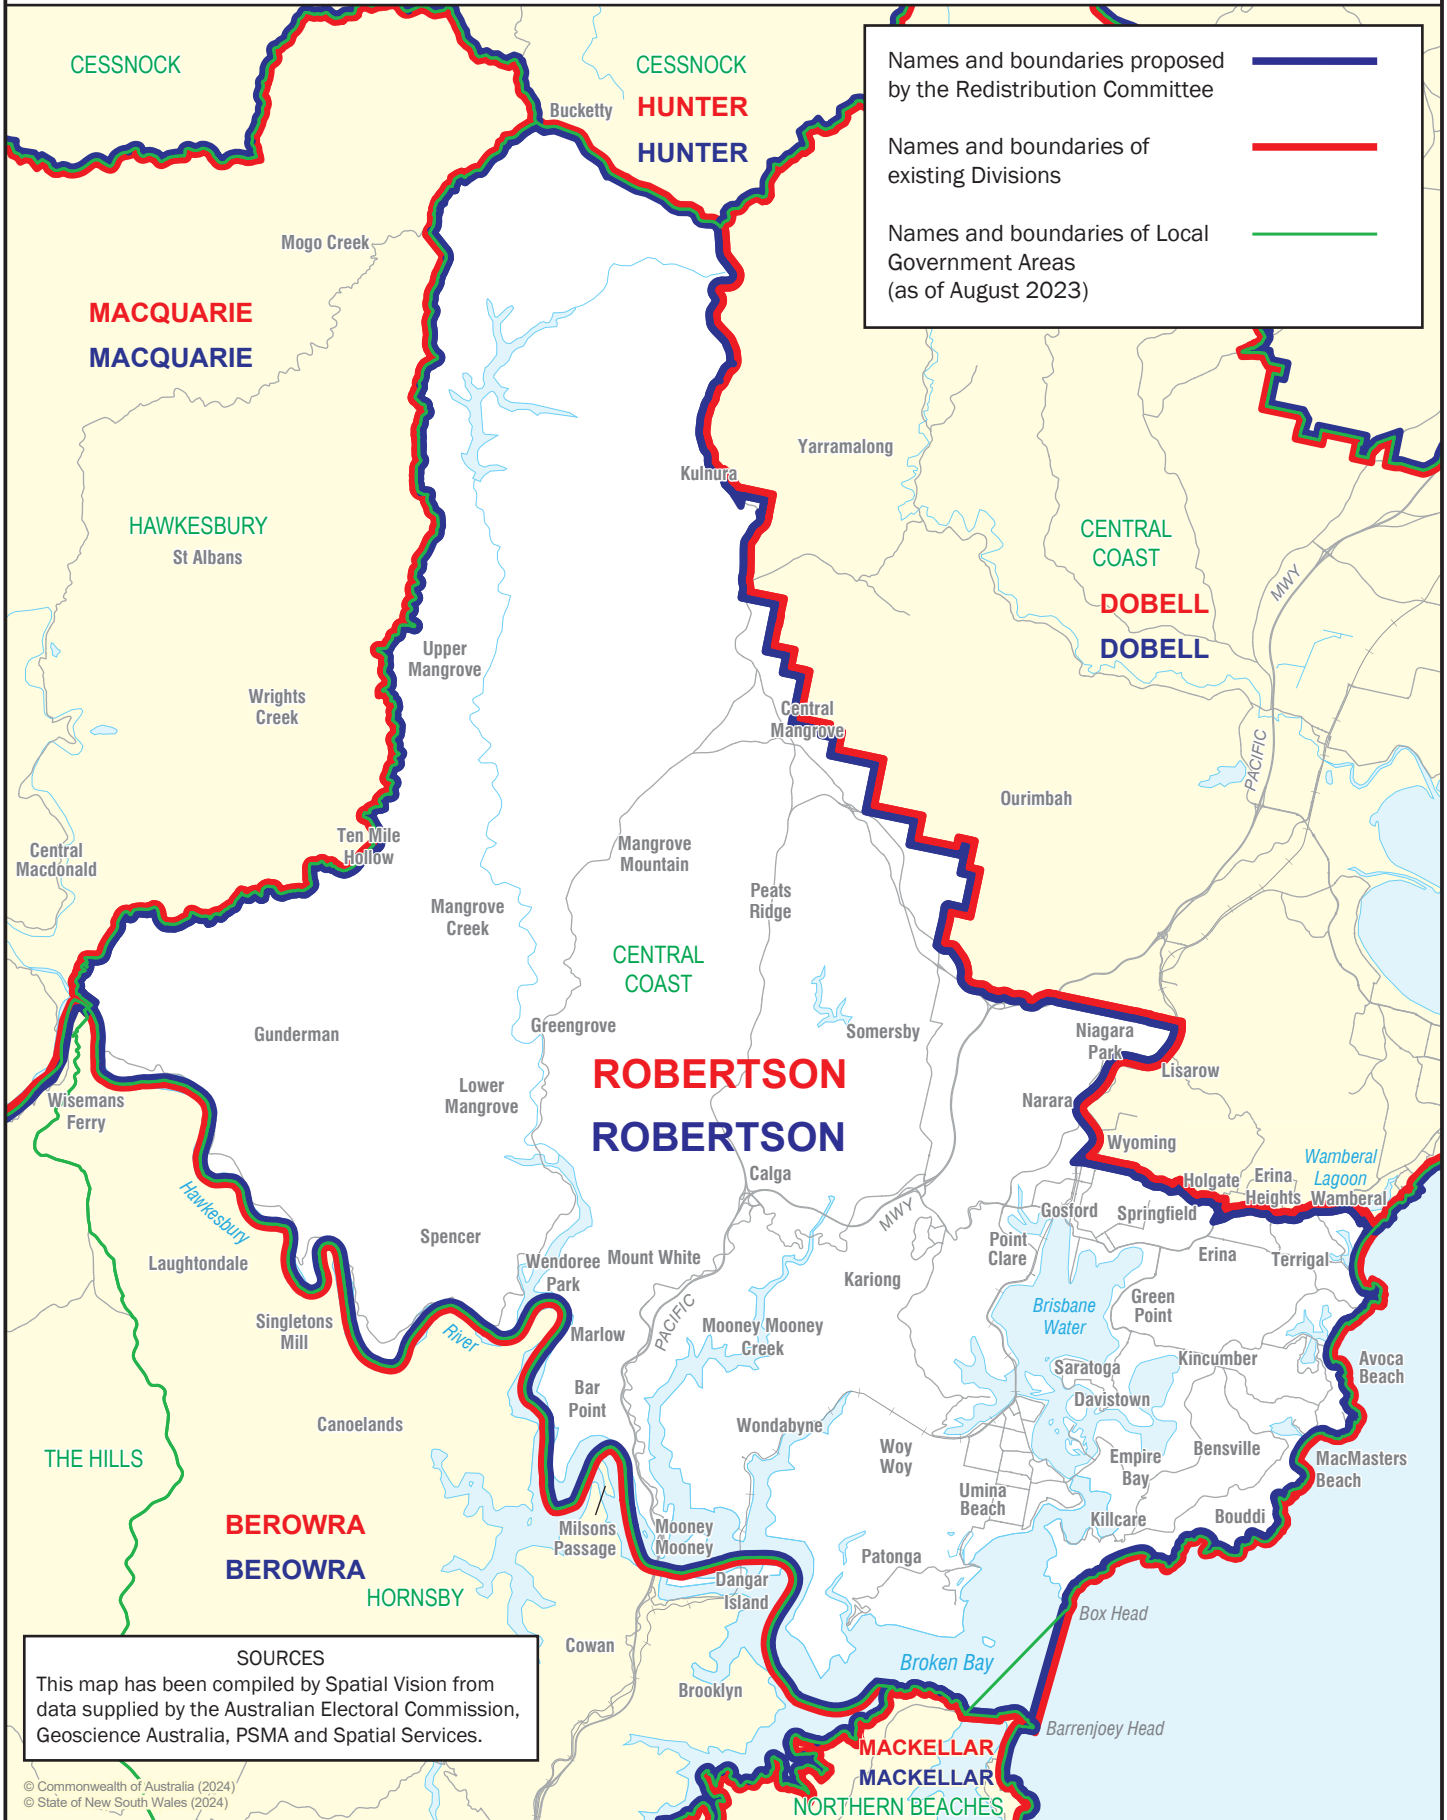 CESSNOCK
CESSNOCK
HUNTER
HUNTER
Bucketty
Names and boundaries proposed
by the Redistribution Committee
Names and boundaries of
existing Divisions
Names and boundaries of Local
Government Areas
(as of August 2023)
Mogo Creek
MACQUARIE
MACQUARIE
Yarramalong
Kulnura
HAWKESBURY
St Albans
CENTRAL
COAST
DOBELL
DOBELL
MWY
PACIFIC
Upper
Mangrove
Wrights
Creek
Central
Mangrove
Ourimbah
Ten Mile
Hollow
Central
Macdonald
Mangrove
Mountain
Peats
Ridge
Mangrove
Creek
CENTRAL
COAST
Gunderman
Greengrove
Somersby
Niagara
Park
Lisarow
ROBERTSON
ROBERTSON
Lower
Mangrove
Wisemans
Ferry
Narara
Wyoming
Calga
Holgate
Erina
Heights
Wamberal
Lagoon
Wamberal
Hawkesbury
MWY
Gosford
Springfield
Spencer
Laughtondale
Wendoree
Park
Mount White
Point
Clare
Erina
Terrigal
Kariong
Singletons
Mill
River
Marlow
PACIFIC
Mooney Mooney
Creek
Brisbane
Water
Green
Point
Saratoga
Kincumber
Avoca
Beach
Bar
Point
Davistown
Canoelands
Wondabyne
Woy
Woy
Empire
Bay
Bensville
MacMasters
Beach
THE HILLS
Umina
Beach
Killcare
Bouddi
BEROWRA
BEROWRA
Milsons
Passage
Mooney
Mooney
Patonga
HORNSBY
Dangar
Island
Box Head
Cowan
Broken Bay
Brooklyn
Barrenjoey Head
MACKELLAR
MACKELLAR
NORTHERN BEACHES
SOURCES
This map has been compiled by Spatial Vision from
data supplied by the Australian Electoral Commission,
Geoscience Australia, PSMA and Spatial Services.
© Commonwealth of Australia (2024)
© State of New South Wales (2024)